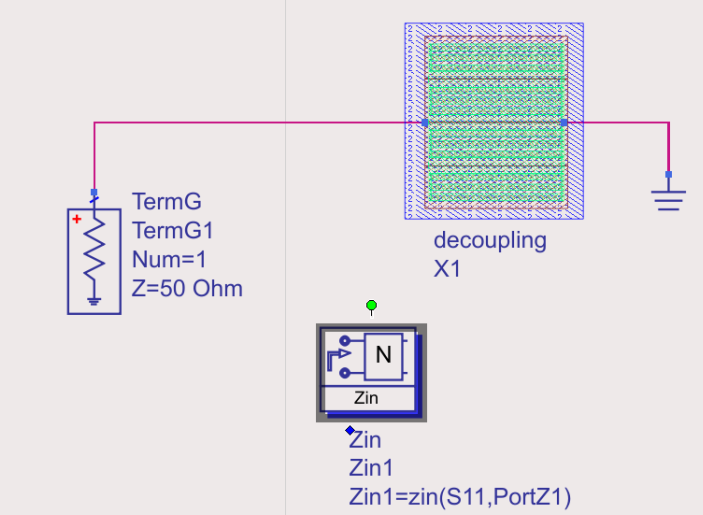 decoupling
X1
TermG
TermG1
Num=1
Z=50 Ohm
N
Zin
Zin
Zin1
Zin1=zin(S11,PortZ1)